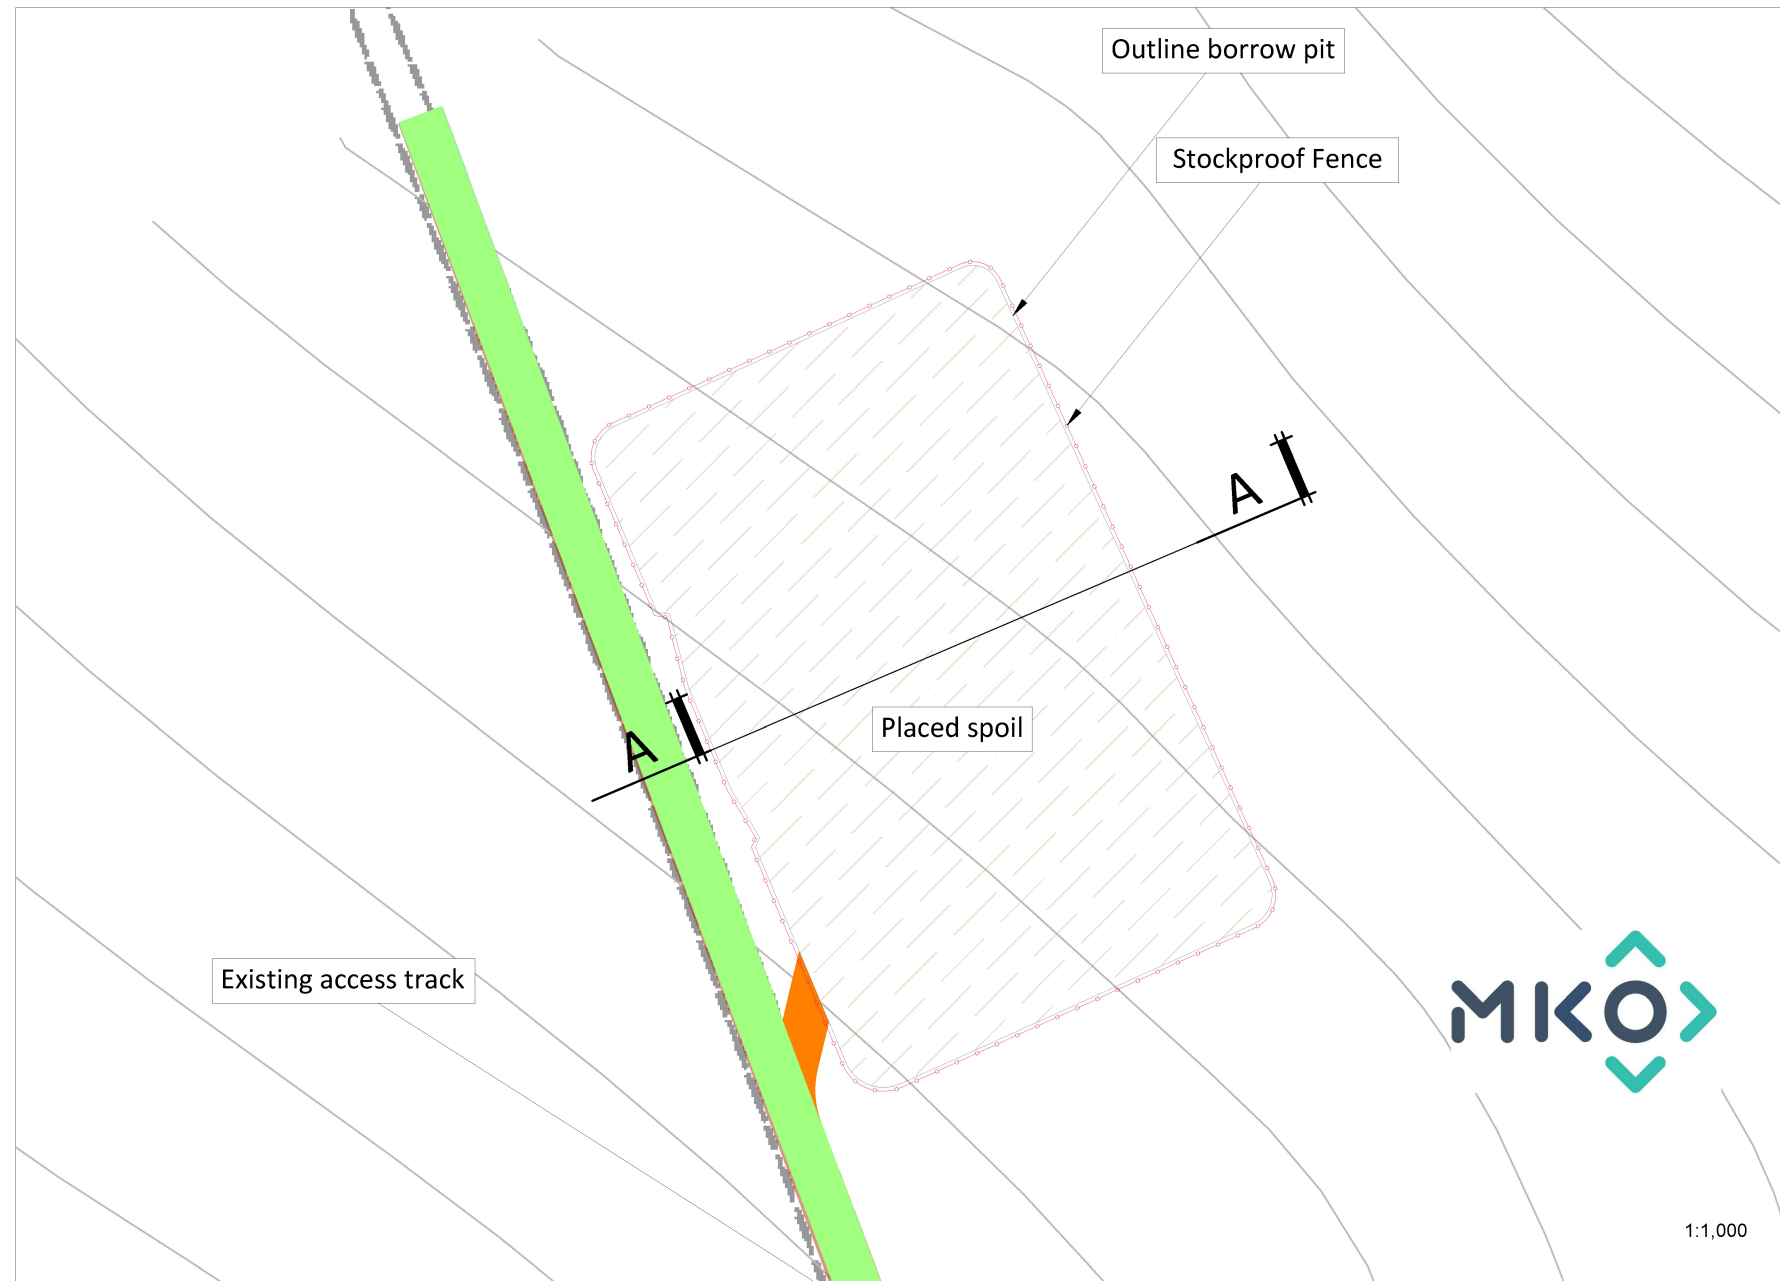 Outline borrow pit
Stockproof Fence
A
Placed spoil
A
Existing access track
MKO
1:1,000